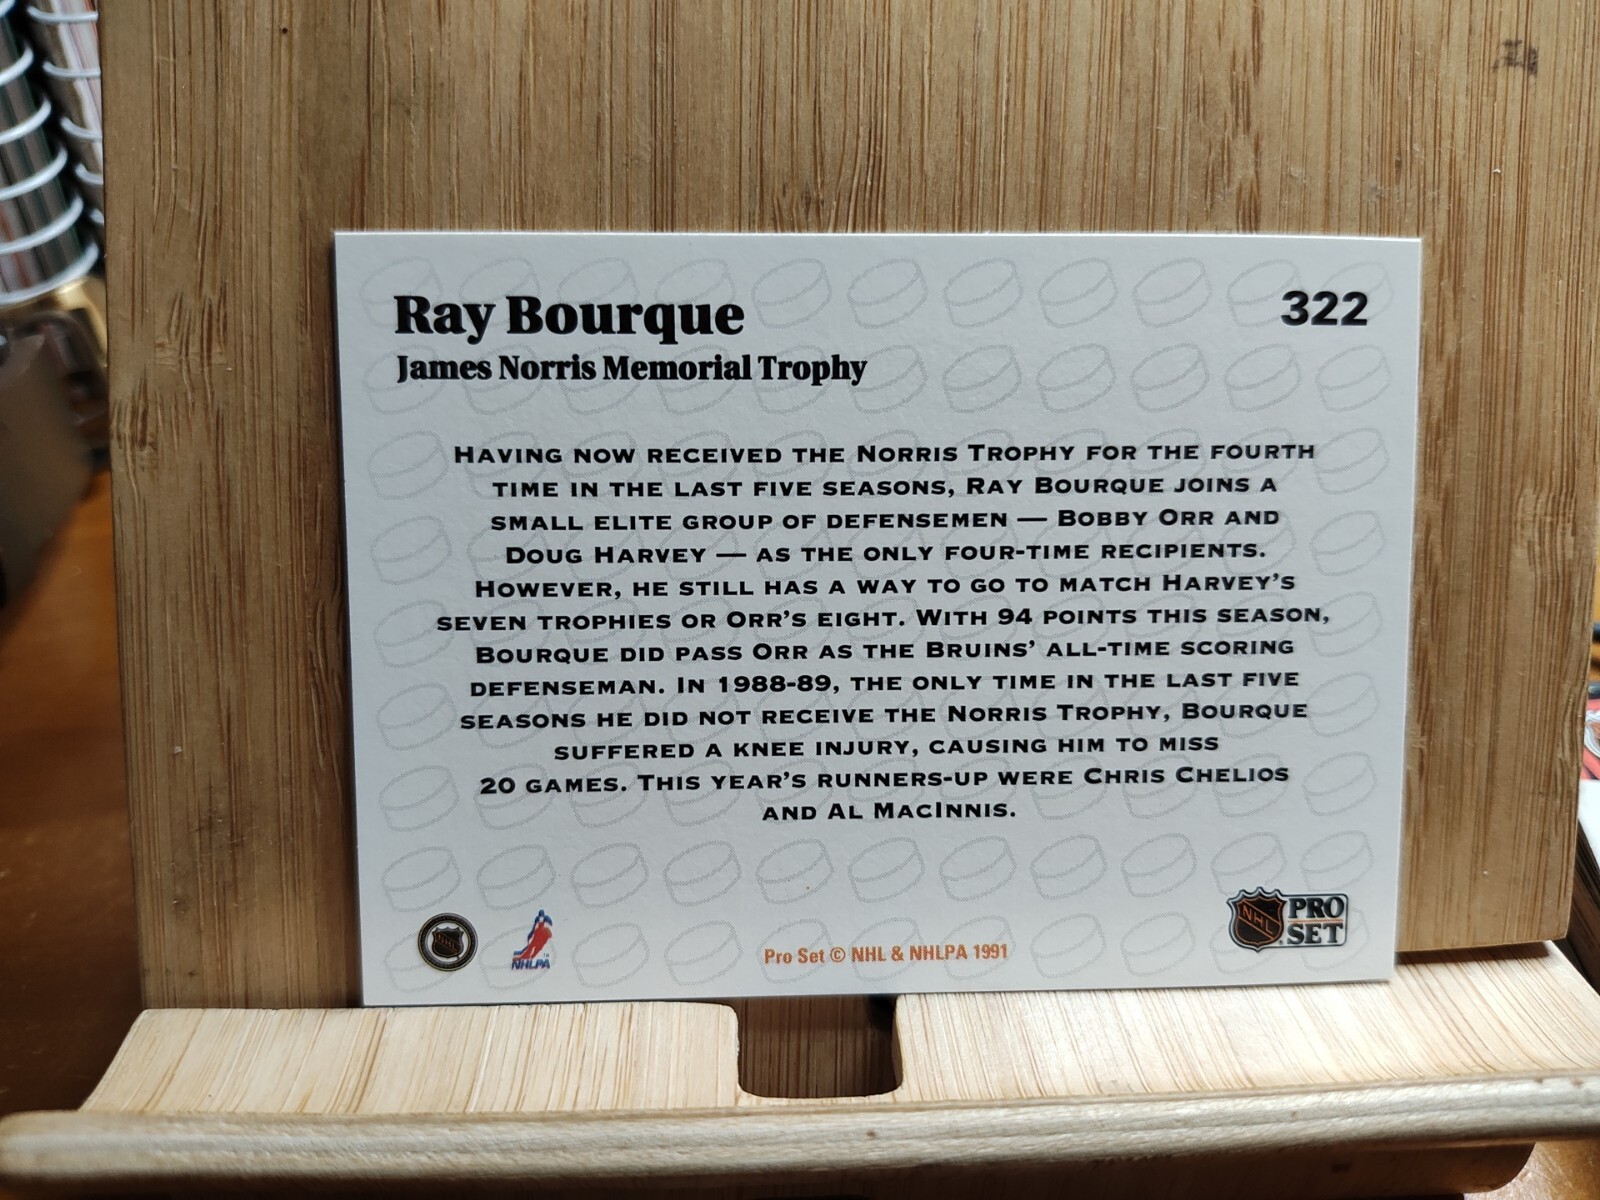 Ray Bourque
322
James Norris Memorial Trophy
HAVING NOW RECEIVED THE NORRIS TROPHY FOR THE FOURTH
TIME IN THE LAST FIVE SEASONS, RAY BOURQUE JOINS A
SMALL ELITE GROUP OF DEFENSEMEN — BOBBY ORR AND
DOUG HARVEY — AS THE ONLY FOUR-TIME RECIPIENTS.
HOWEVER, HE STILL HAS A WAY TO GO TO MATCH HARVEY'S
SEVEN TROPHIES OR ORR'S EIGHT. WITH 94 POINTS THIS SEASON,
BOURQUE DID PASS ORR AS THE BRUINS' ALL-TIME SCORING
DEFENSEMAN. IN 1988-89, THE ONLY TIME IN THE LAST FIVE
SEASONS HE DID NOT RECEIVE THE NORRIS TROPHY, BOURQUE
SUFFERED A KNEE INJURY, CAUSING HIM TO MISS
20 GAMES. THIS YEAR'S RUNNERS-UP WERE CHRIS CHELIOS
AND AL MACINNIS.
NHL
NHLPA
Pro Set © NHL & NHLPA 1991
NHL
PRO
SET